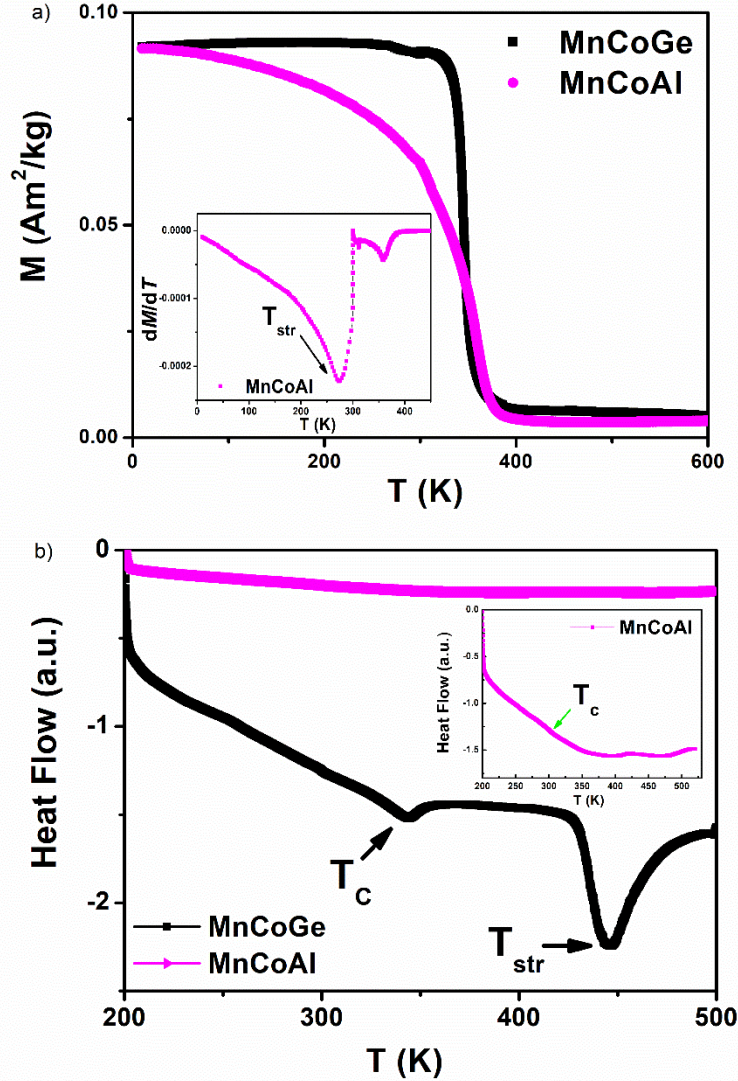 a)
0.10
0.05
0.00
M (Am²/kg)
MnCoGe
MnCoAl
0.0000
-0.0001
-0.0002
dM/dT
T_str
MnCoAl
0 100 200 300 400
T (K)
0 200 400 600
T (K)
b)
0
-1
-2
Heat Flow (a.u.)
MnCoAl
0.0
-0.5
-1.0
-1.5
Heat Flow (a.u.)
T_c
200 250 300 350 400 450 500
T (K)
T_C
T_str
MnCoGe
MnCoAl
200 300 400 500
T (K)